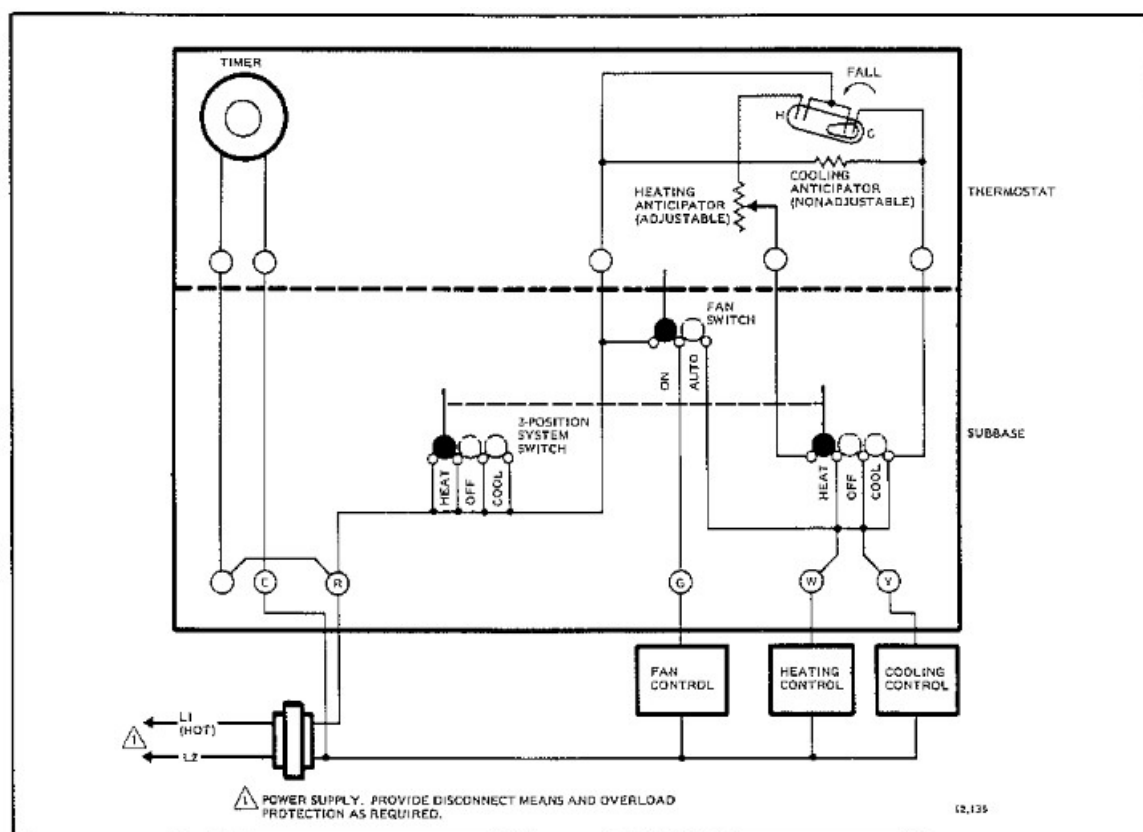 TIMER
FALL
H
C
COOLING
ANTICIPATOR
(NONADJUSTABLE)
HEATING
ANTICIPATOR
(ADJUSTABLE)
THERMOSTAT
FAN
SWITCH
ON
AUTO
3-POSITION
SYSTEM
SWITCH
SUBBASE
HEAT
OFF
COOL
HEAT
OFF
COOL
C
R
G
W
Y
FAN
CONTROL
HEATING
CONTROL
COOLING
CONTROL
L1
(HOT)
1
L2
1 POWER SUPPLY. PROVIDE DISCONNECT MEANS AND OVERLOAD
PROTECTION AS REQUIRED.